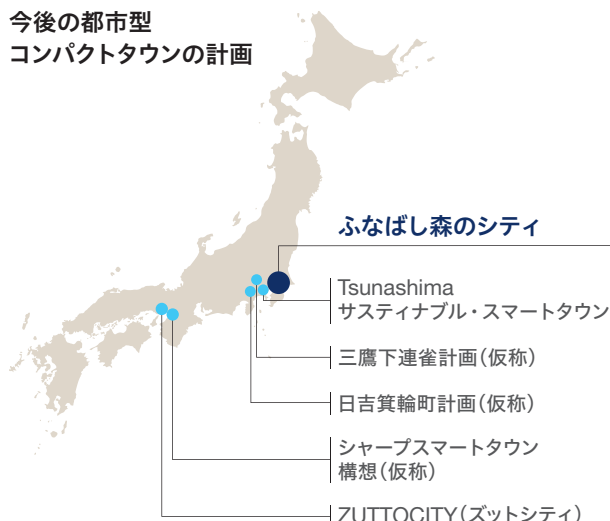 今後の都市型
コンパクトタウンの計画
ふなばし森のシティ
Tsunashima
サスティナブル・スマートタウン
三鷹下連雀計画(仮称)
日吉箕輪町計画(仮称)
シャープスマートタウン
構想(仮称)
ZUTTOCITY(ズットシティ)